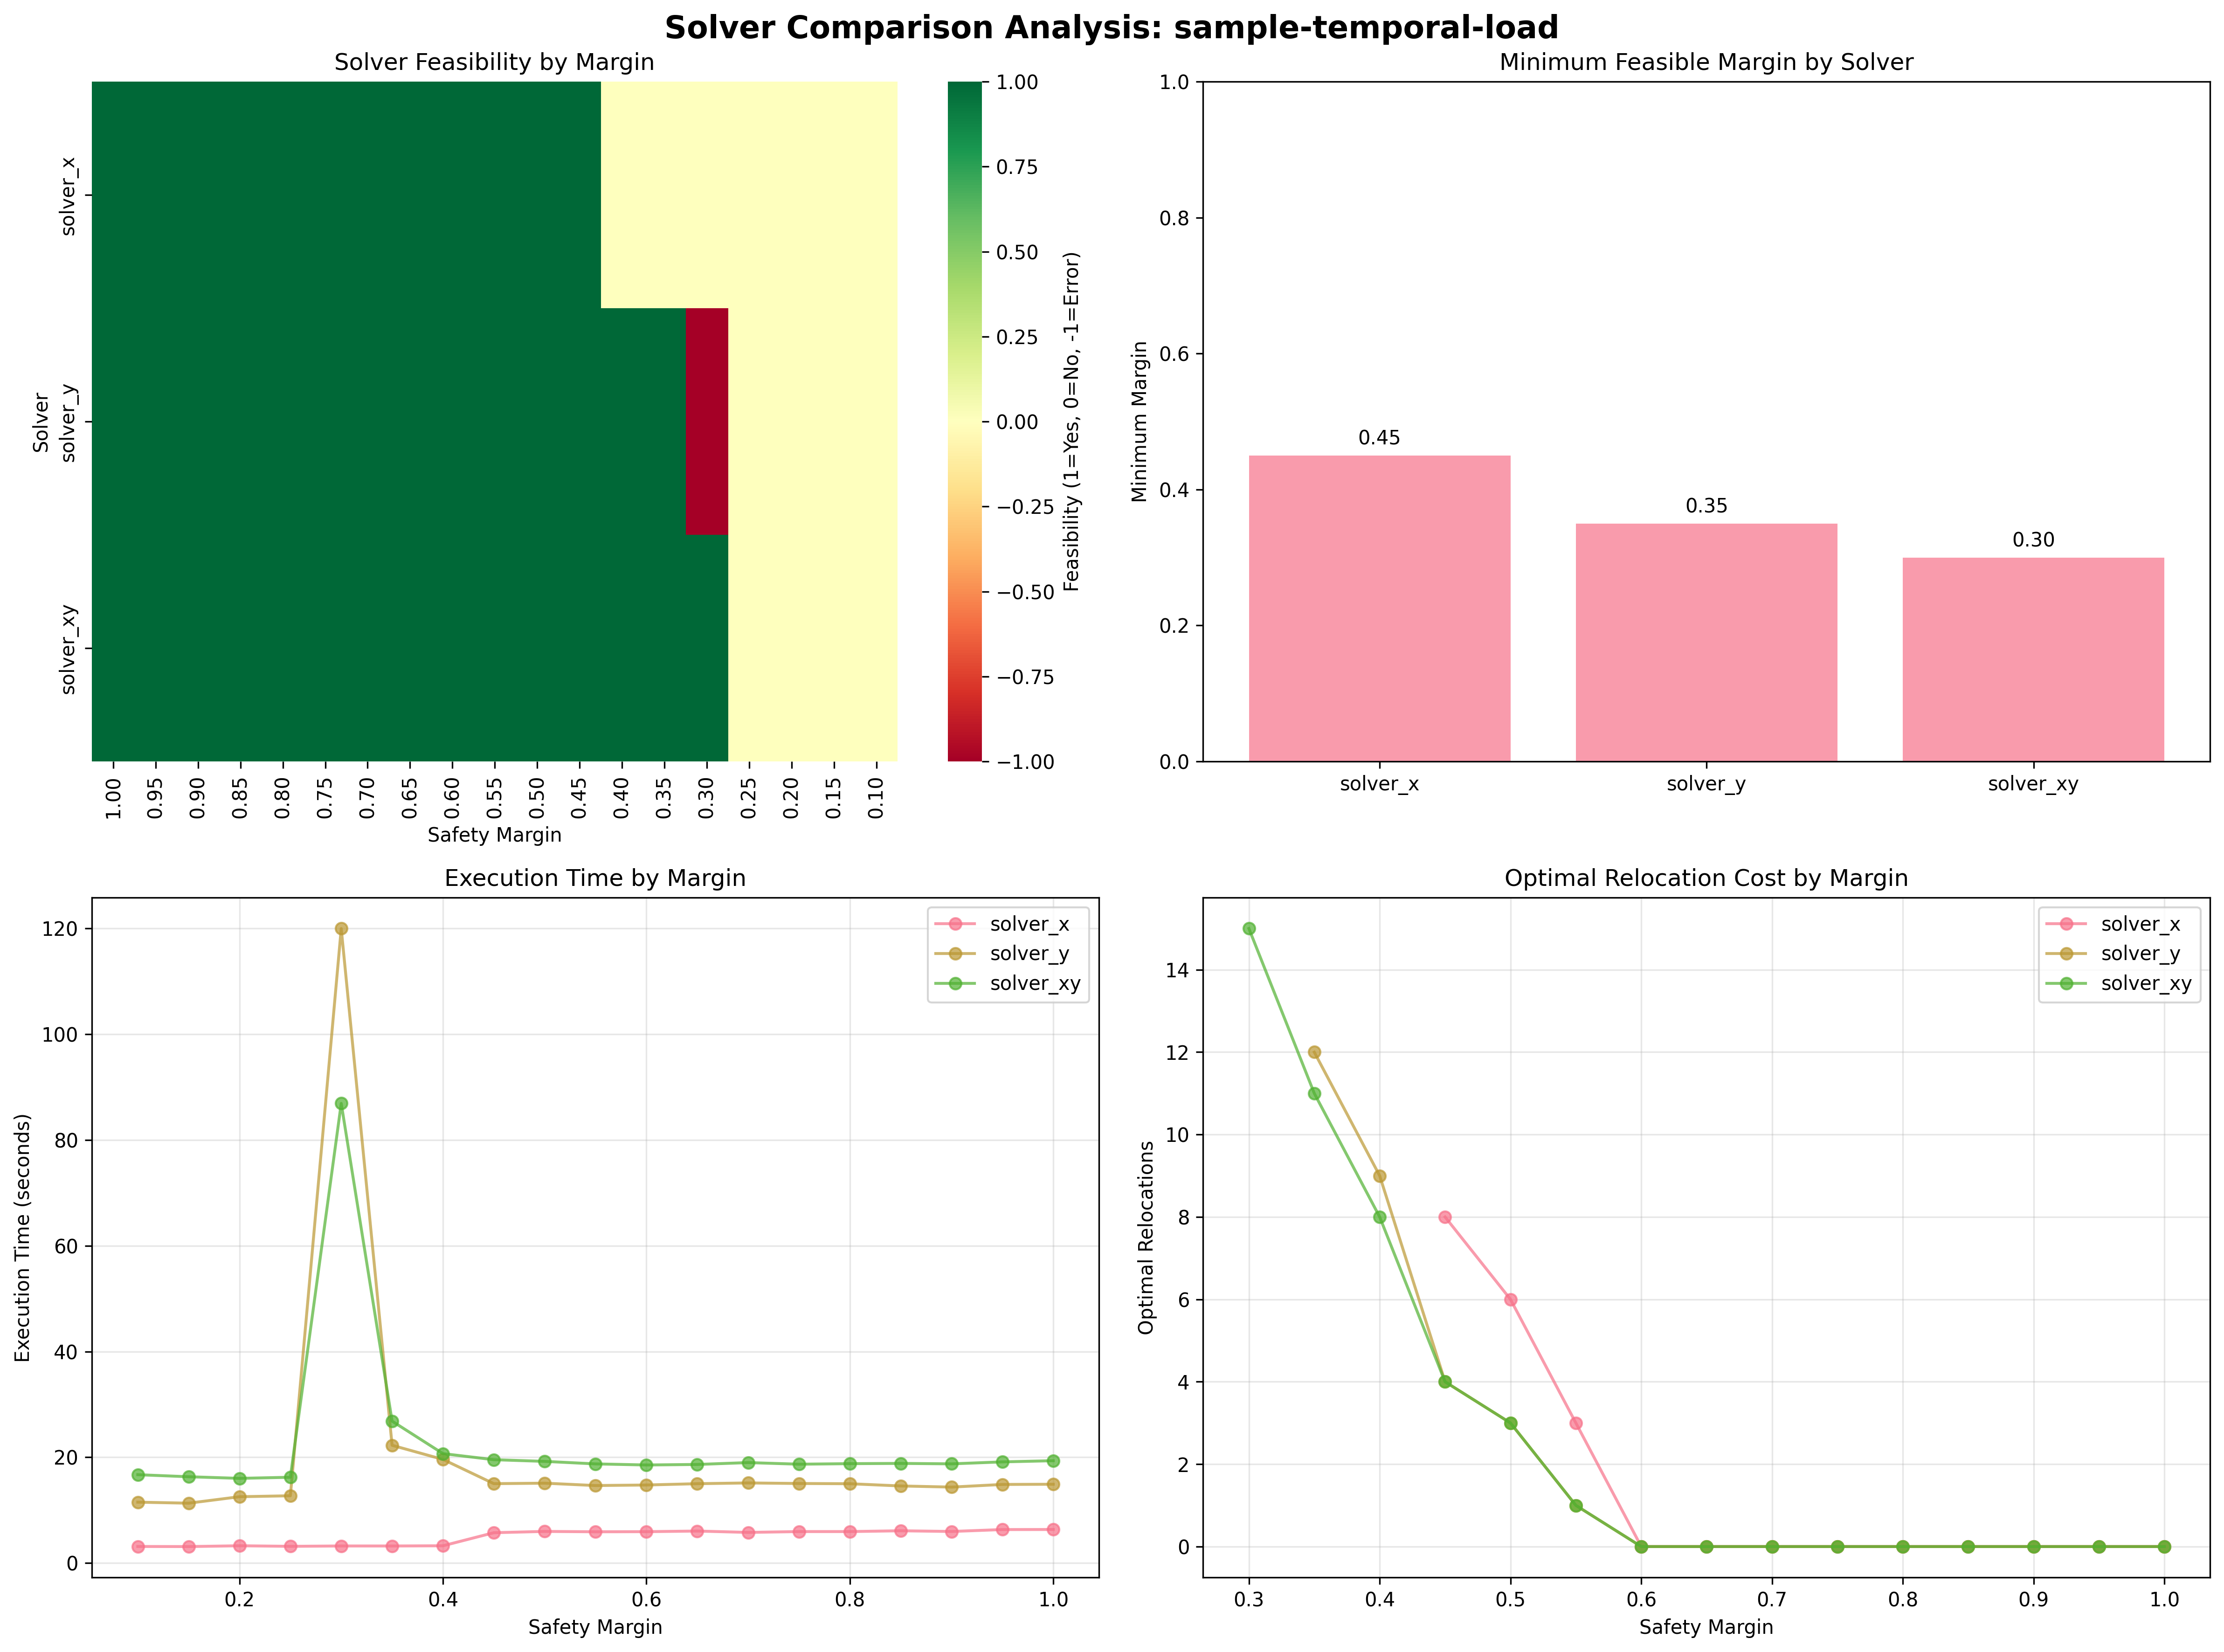 Solver Comparison Analysis: sample-temporal-load
Solver Feasibility by Margin
Solver
solver_x
solver_y
solver_xy
1.00
0.95
0.90
0.85
0.80
0.75
0.70
0.65
0.60
0.55
0.50
0.45
0.40
0.35
0.30
0.25
0.20
0.15
0.10
Safety Margin
1.00
0.75
0.50
0.25
0.00
−0.25
−0.50
−0.75
−1.00
Feasibility (1=Yes, 0=No, -1=Error)
Minimum Feasible Margin by Solver
Minimum Margin
1.0
0.8
0.6
0.4
0.2
0.0
0.45
0.35
0.30
solver_x
solver_y
solver_xy
Execution Time by Margin
Execution Time (seconds)
120
100
80
60
40
20
0
solver_x
solver_y
solver_xy
0.2
0.4
0.6
0.8
1.0
Safety Margin
Optimal Relocation Cost by Margin
Optimal Relocations
14
12
10
8
6
4
2
0
solver_x
solver_y
solver_xy
0.3
0.4
0.5
0.6
0.7
0.8
0.9
1.0
Safety Margin